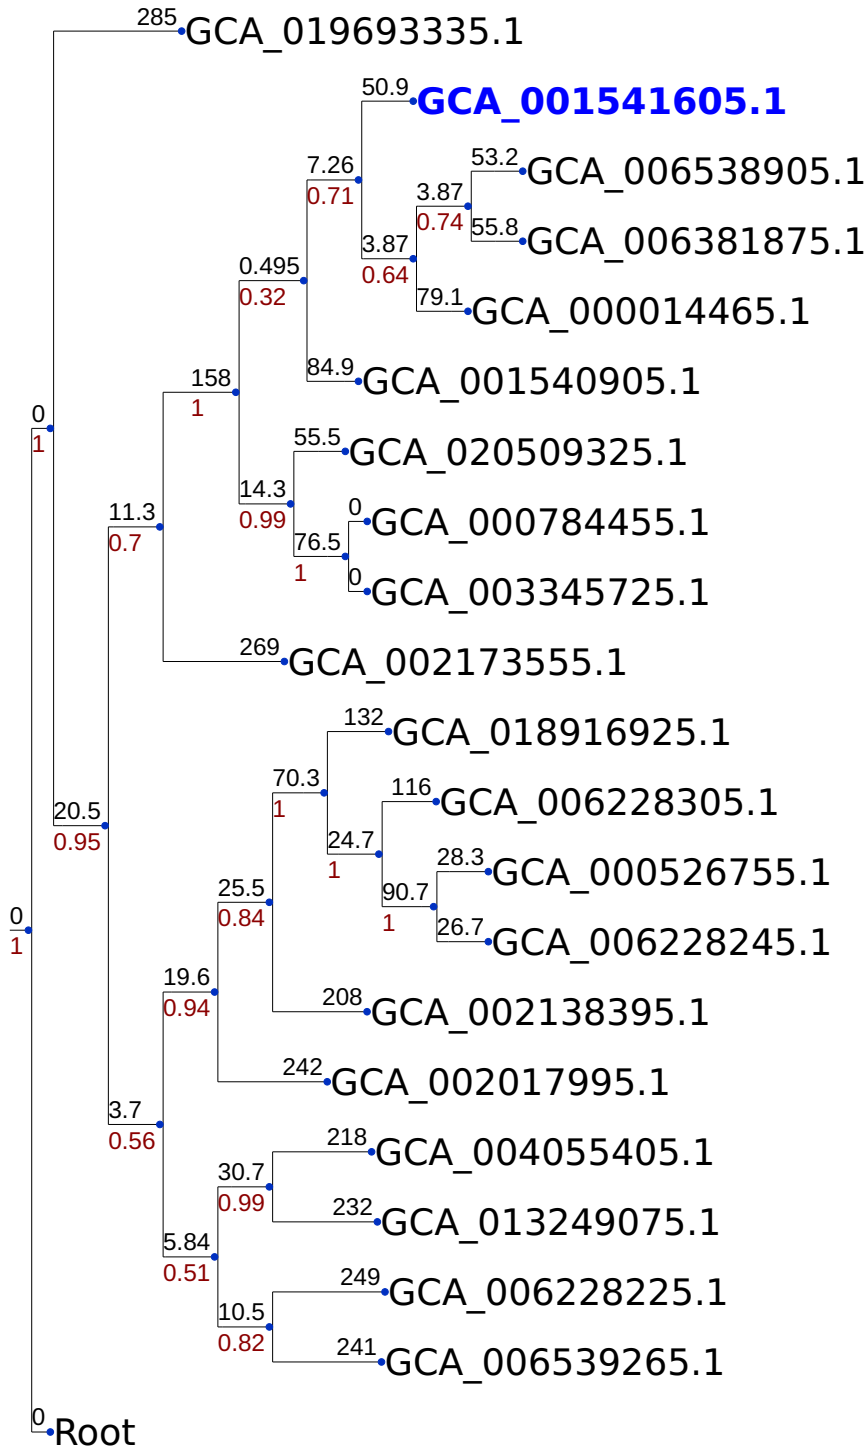 285 GCA_019693335.1
50.9 GCA_001541605.1
7.26 53.2 GCA_006538905.1
0.71 3.87
0.74 55.8 GCA_006381875.1
3.87
0.495 0.64
0.32 79.1 GCA_000014465.1
158 84.9 GCA_001540905.1
1
0
1
55.5 GCA_020509325.1
14.3
0.99
11.3 0 GCA_000784455.1
0.7 76.5
1
0 GCA_003345725.1
269 GCA_002173555.1
132 GCA_018916925.1
70.3
1
116 GCA_006228305.1
20.5
0.95
24.7
1
28.3 GCA_000526755.1
25.5 90.7
0.84 1
0
1
26.7 GCA_006228245.1
19.6
0.94
208 GCA_002138395.1
242 GCA_002017995.1
3.7
0.56
218 GCA_004055405.1
30.7
0.99
232 GCA_013249075.1
5.84
0.51
249 GCA_006228225.1
10.5
0.82
241 GCA_006539265.1
0 Root